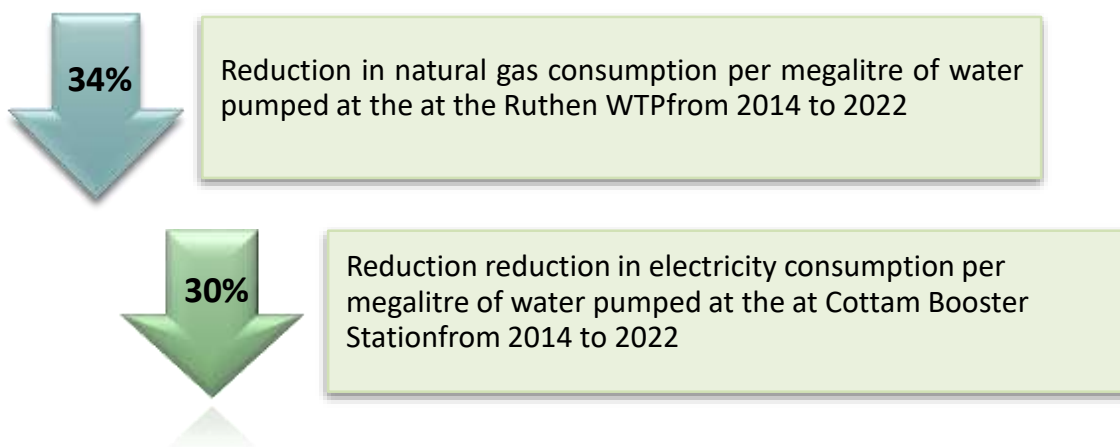 34%
Reduction in natural gas consumption per megalitre of water
pumped at the at the Ruthen WTPfrom 2014 to 2022
30%
Reduction reduction in electricity consumption per
megalitre of water pumped at the at Cottam Booster
Stationfrom 2014 to 2022